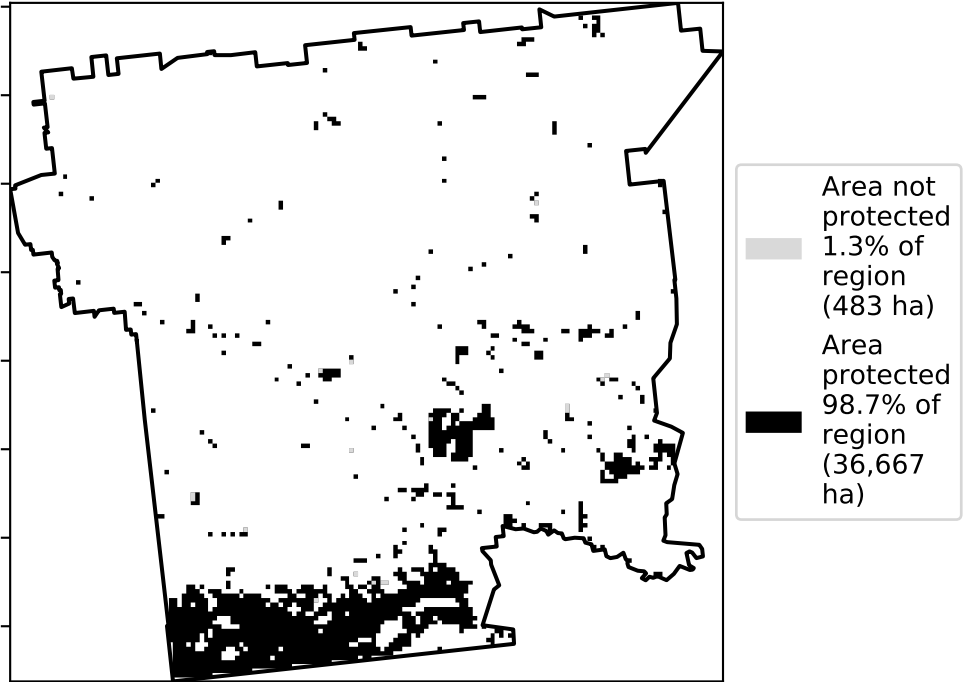 Area not
protected
1.3% of
region
(483 ha)
Area
protected
98.7% of
region
(36,667
ha)